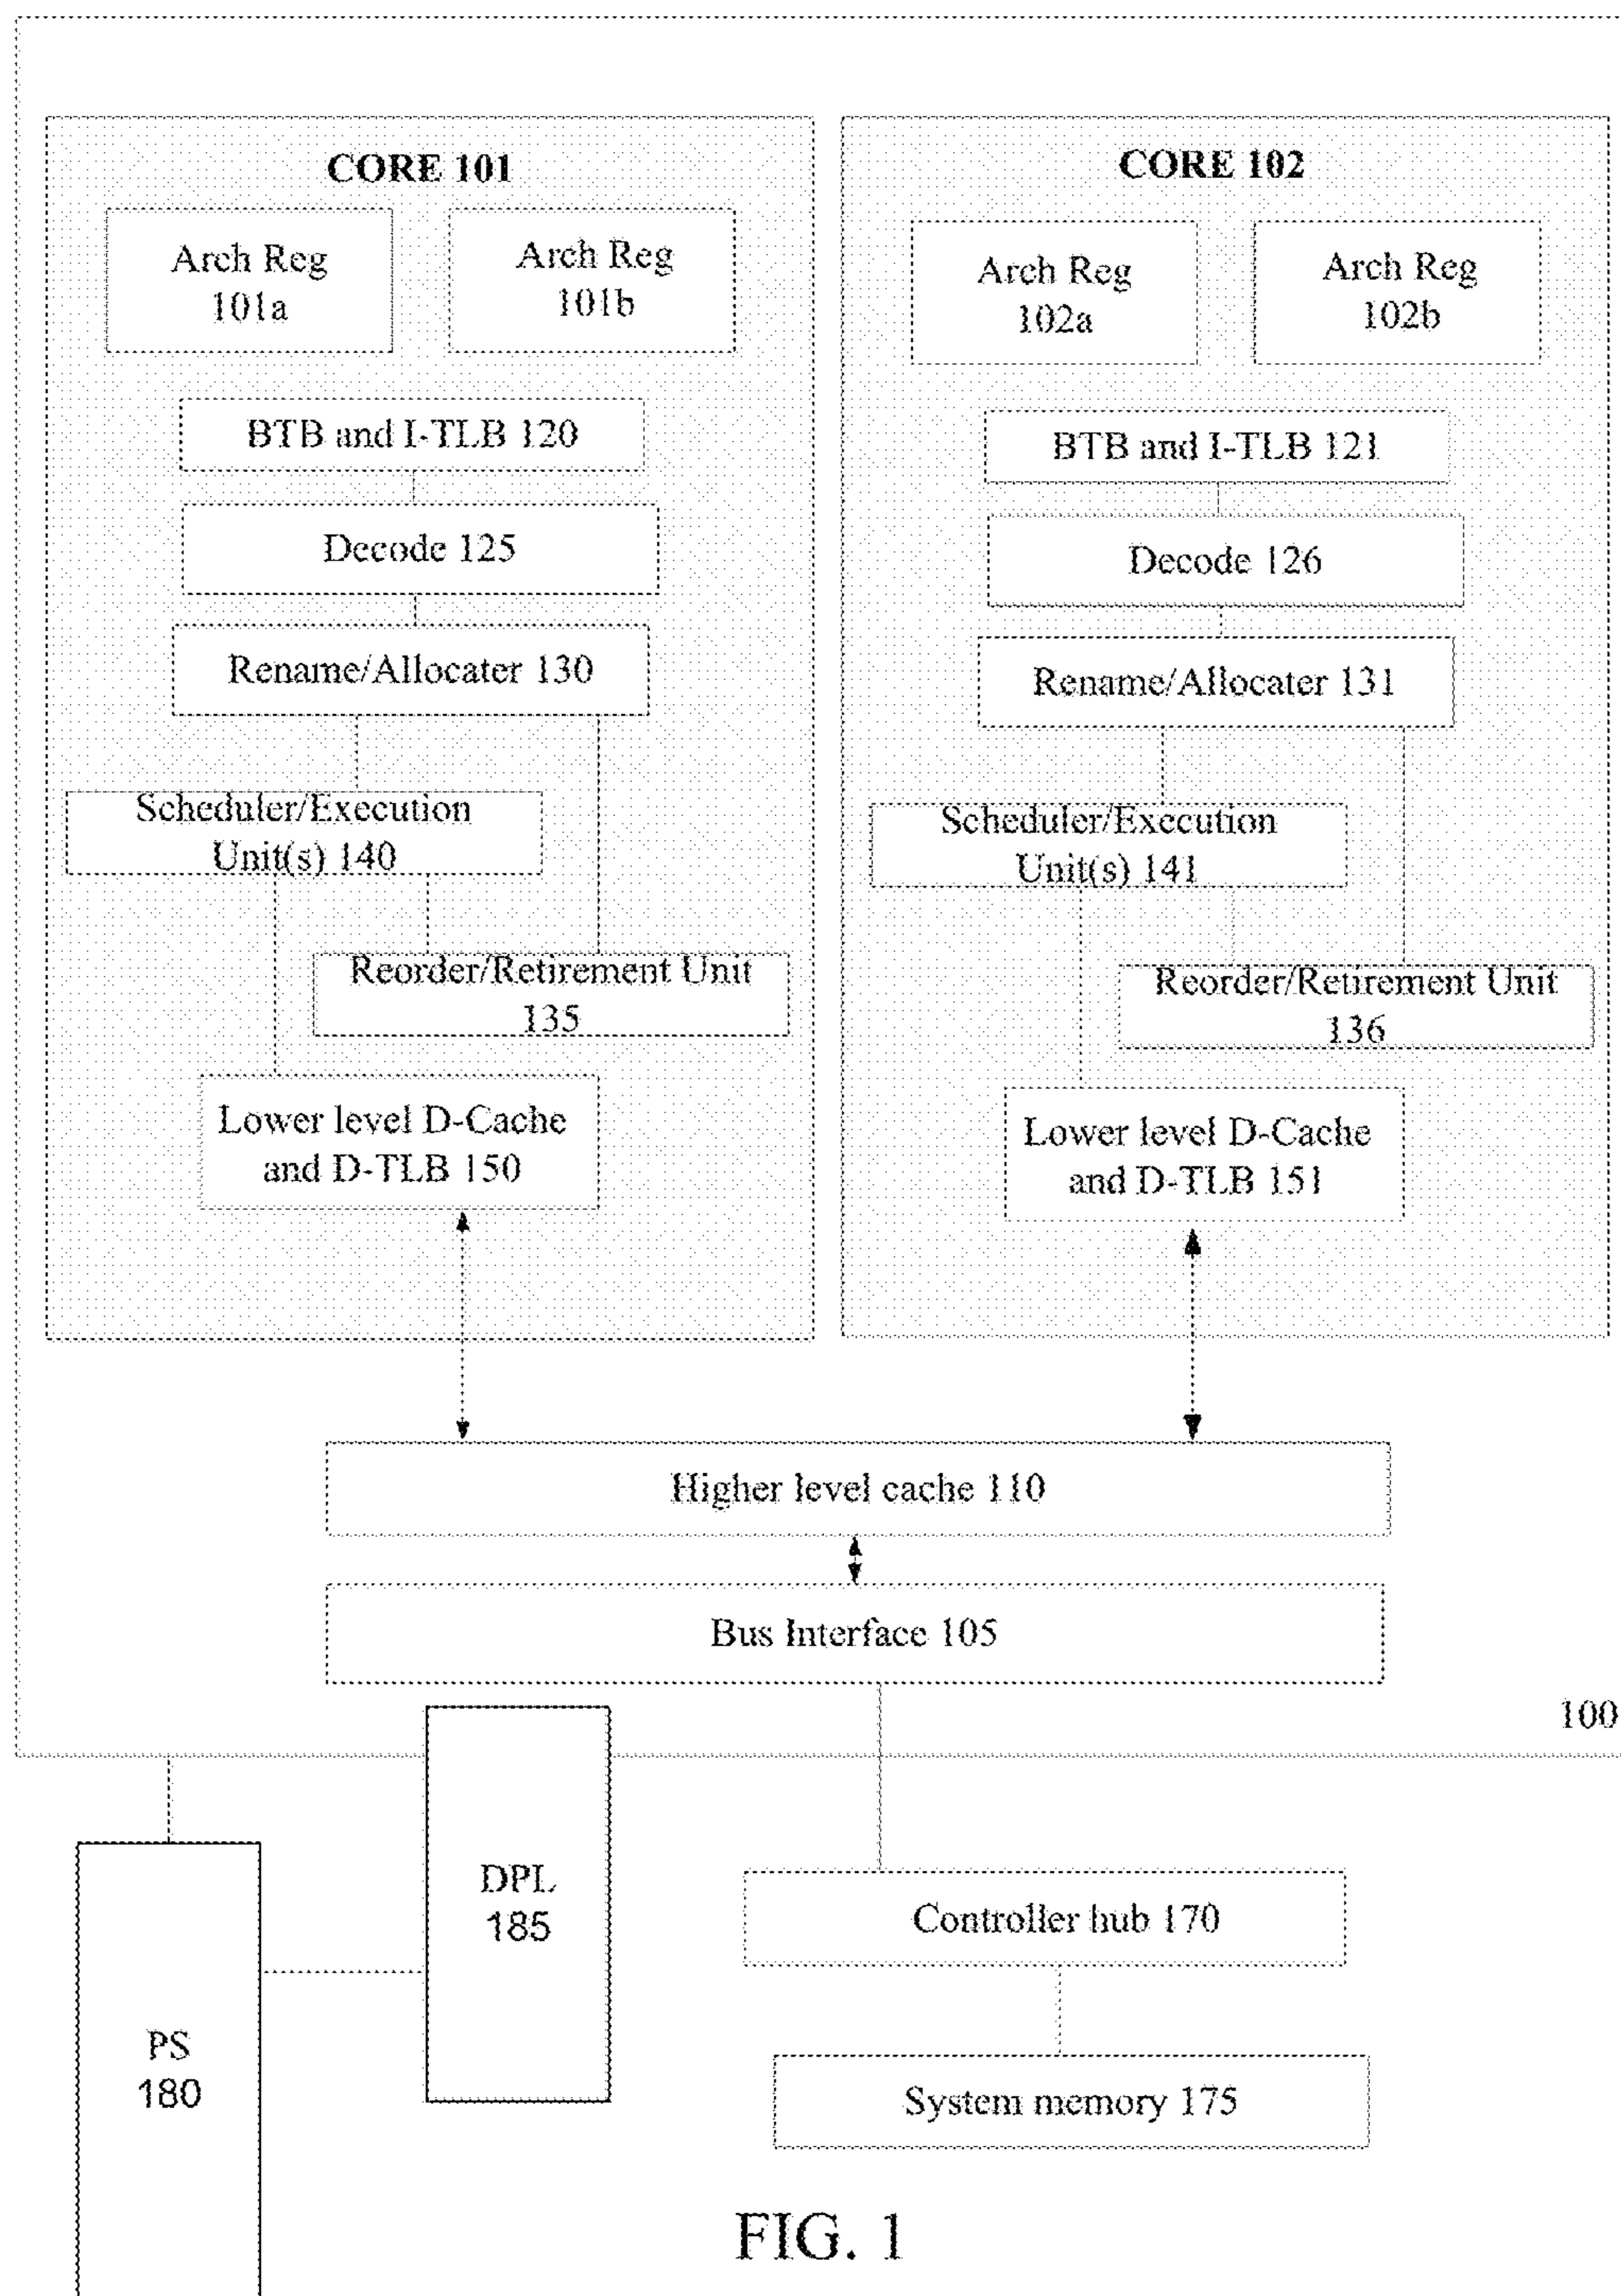 CORE 101
Arch Reg
101a
Arch Reg
101b
BTB and I-TLB 120
Decode 125
Rename/Allocater 130
Scheduler/Execution
Unit(s) 140
Reorder/Retirement Unit
135
Lower level D-Cache
and D-TLB 150
CORE 102
Arch Reg
102a
Arch Reg
102b
BTB and I-TLB 121
Decode 126
Rename/Allocater 131
Scheduler/Execution
Unit(s) 141
Reorder/Retirement Unit
136
Lower level D-Cache
and D-TLB 151
Higher level cache 110
Bus Interface 105
100
DPL
185
Controller hub 170
PS
180
System memory 175
FIG. 1